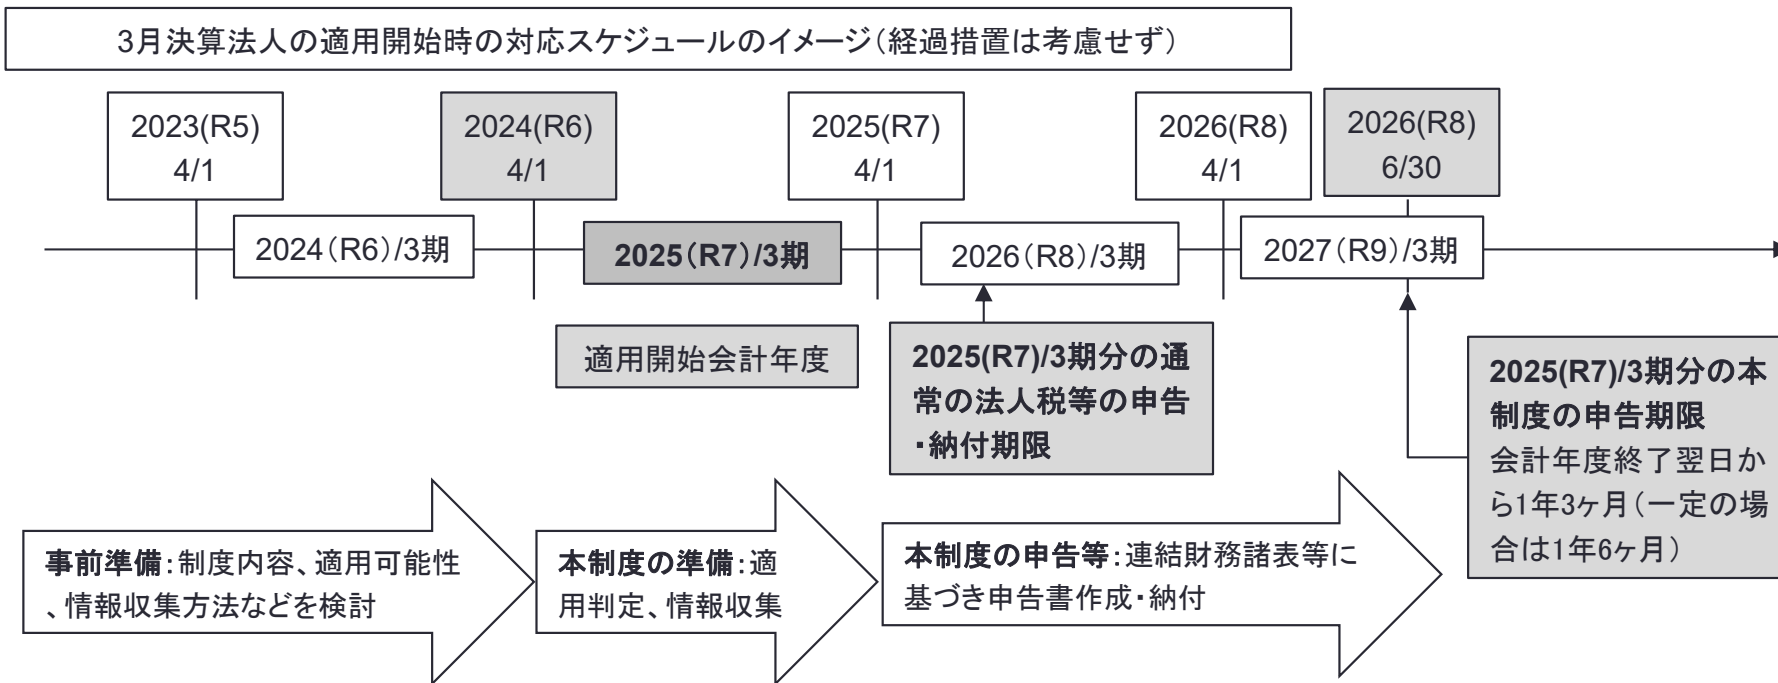 3月決算法人の適用開始時の対応スケジュールのイメージ(経過措置は考慮せず)
2023(R5)
4/1
2024(R6)
4/1
2025(R7)
4/1
2026(R8)
4/1
2026(R8)
6/30
2024(R6)/3期
2025(R7)/3期
2026(R8)/3期
2027(R9)/3期
適用開始会計年度
2025(R7)/3期分の通
常の法人税等の申告
・納付期限
2025(R7)/3期分の本
制度の申告期限
会計年度終了翌日か
ら1年3ヶ月(一定の場
合は1年6ヶ月)
事前準備:制度内容、適用可能性
、情報収集方法などを検討
本制度の準備:適
用判定、情報収集
本制度の申告等:連結財務諸表等に
基づき申告書作成・納付